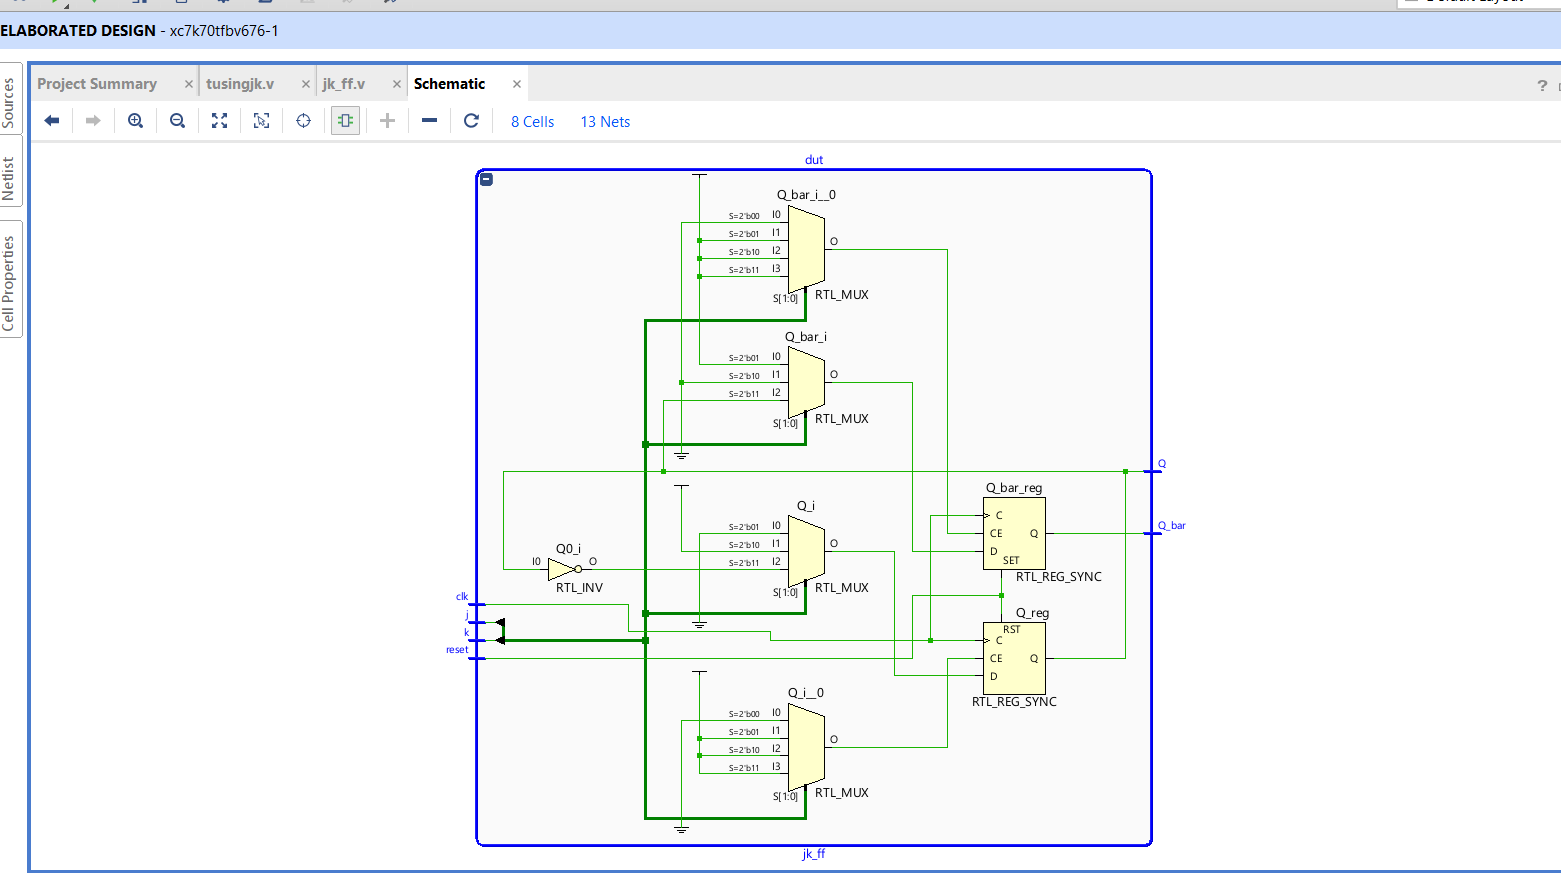 ELABORATED DESIGN - xc7k70tfbv676-1
Sources
Netlist
Cell Properties
Project Summary × tusingjk.v × jk_ff.v × Schematic ×
?
8 Cells 13 Nets
dut
Q_bar_i__0
S=2'b00 I0
S=2'b01 I1
S=2'b10 I2
S=2'b11 I3
O
S[1:0] RTL_MUX
Q_bar_i
S=2'b01 I0
S=2'b10 I1
S=2'b11 I2
O
S[1:0] RTL_MUX
Q
Q_bar_reg
C
CE Q
D
SET
RTL_REG_SYNC
Q_bar
Q_i
S=2'b01 I0
S=2'b10 I1
S=2'b11 I2
O
S[1:0] RTL_MUX
Q0_i
I0 O
RTL_INV
clk
j
k
reset
Q_reg
RST
C
CE Q
D
RTL_REG_SYNC
Q_i__0
S=2'b00 I0
S=2'b01 I1
S=2'b10 I2
S=2'b11 I3
O
S[1:0] RTL_MUX
jk_ff